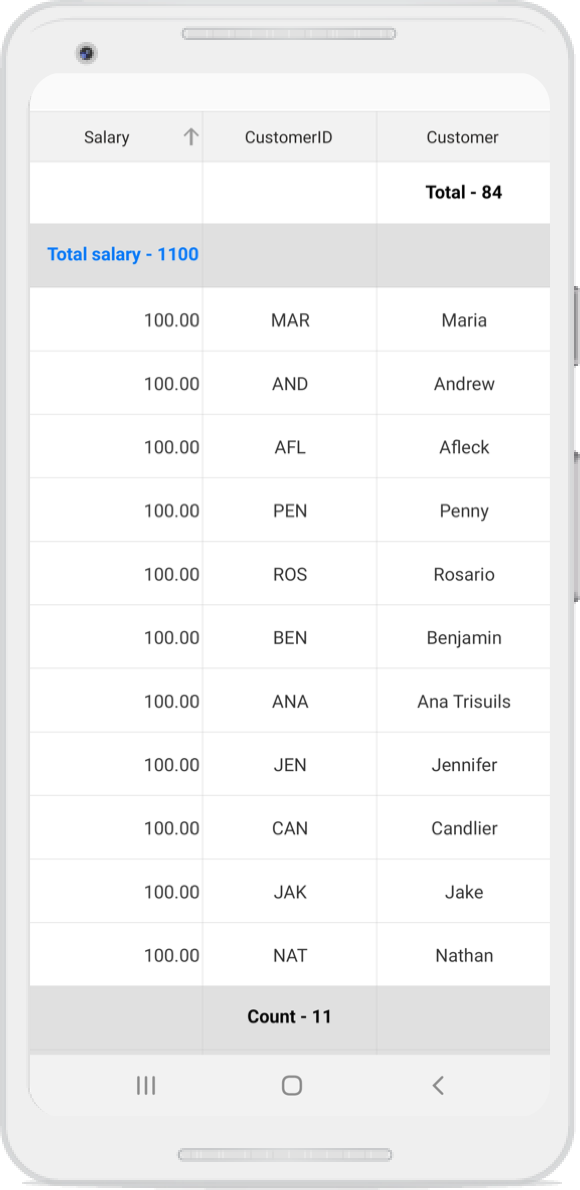 Salary CustomerID Customer
Total - 84
Total salary - 1100
100.00 MAR Maria
100.00 AND Andrew
100.00 AFL Afleck
100.00 PEN Penny
100.00 ROS Rosario
100.00 BEN Benjamin
100.00 ANA Ana Trisuils
100.00 JEN Jennifer
100.00 CAN Candlier
100.00 JAK Jake
100.00 NAT Nathan
Count - 11